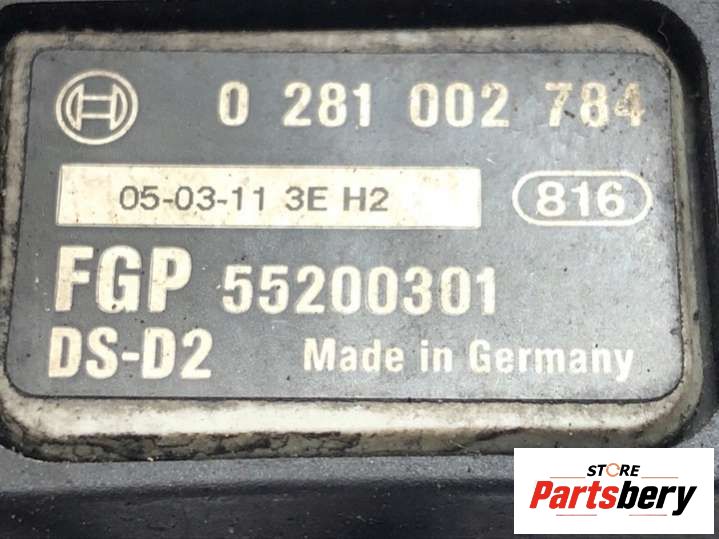 0 281 002 784
05-03-11 3E H2
816
FGP 55200301
DS-D2 Made in Germany
STORE
Partsbery